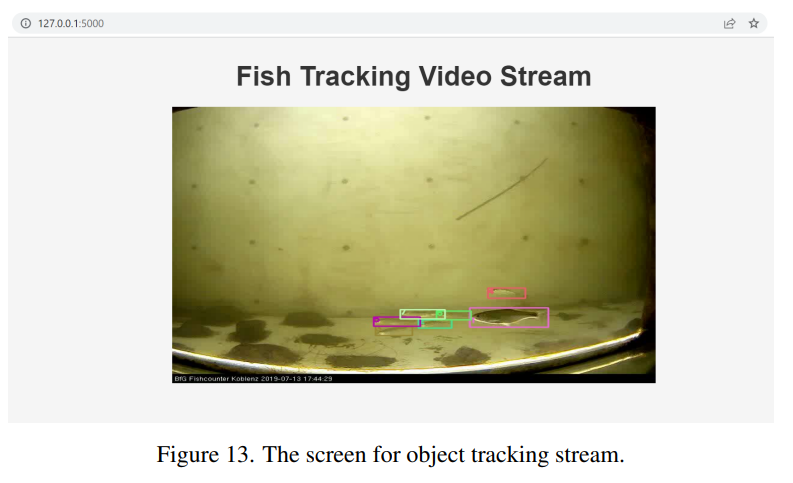 127.0.0.1:5000
Fish Tracking Video Stream
BfG Fishcounter Koblenz 2019-07-13 17:44:29
Figure 13. The screen for object tracking stream.